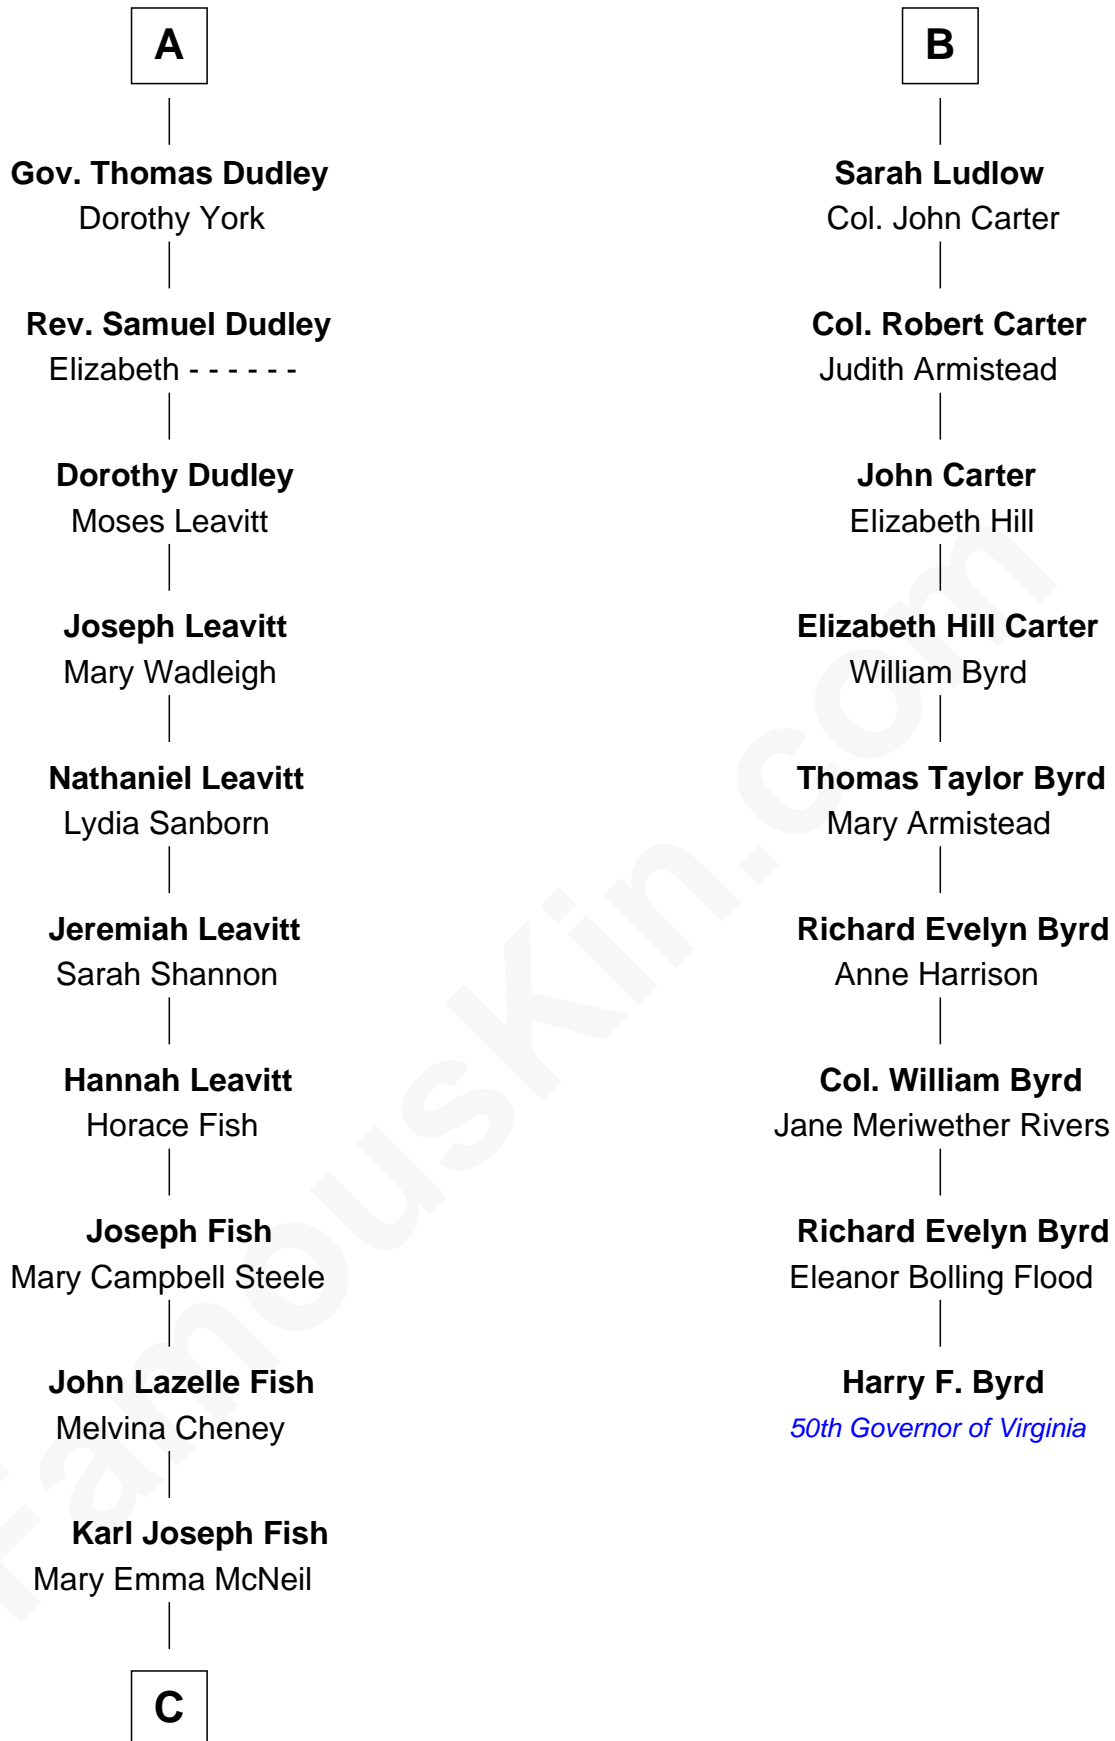 A
Gov. Thomas Dudley
Dorothy York
Rev. Samuel Dudley
Elizabeth - - - - - -
Dorothy Dudley
Moses Leavitt
Joseph Leavitt
Mary Wadleigh
Nathaniel Leavitt
Lydia Sanborn
Jeremiah Leavitt
Sarah Shannon
Hannah Leavitt
Horace Fish
Joseph Fish
Mary Campbell Steele
John Lazelle Fish
Melvina Cheney
Karl Joseph Fish
Mary Emma McNeil
C
B
Sarah Ludlow
Col. John Carter
Col. Robert Carter
Judith Armistead
John Carter
Elizabeth Hill
Elizabeth Hill Carter
William Byrd
Thomas Taylor Byrd
Mary Armistead
Richard Evelyn Byrd
Anne Harrison
Col. William Byrd
Jane Meriwether Rivers
Richard Evelyn Byrd
Eleanor Bolling Flood
Harry F. Byrd
50th Governor of Virginia
FamousKin.com